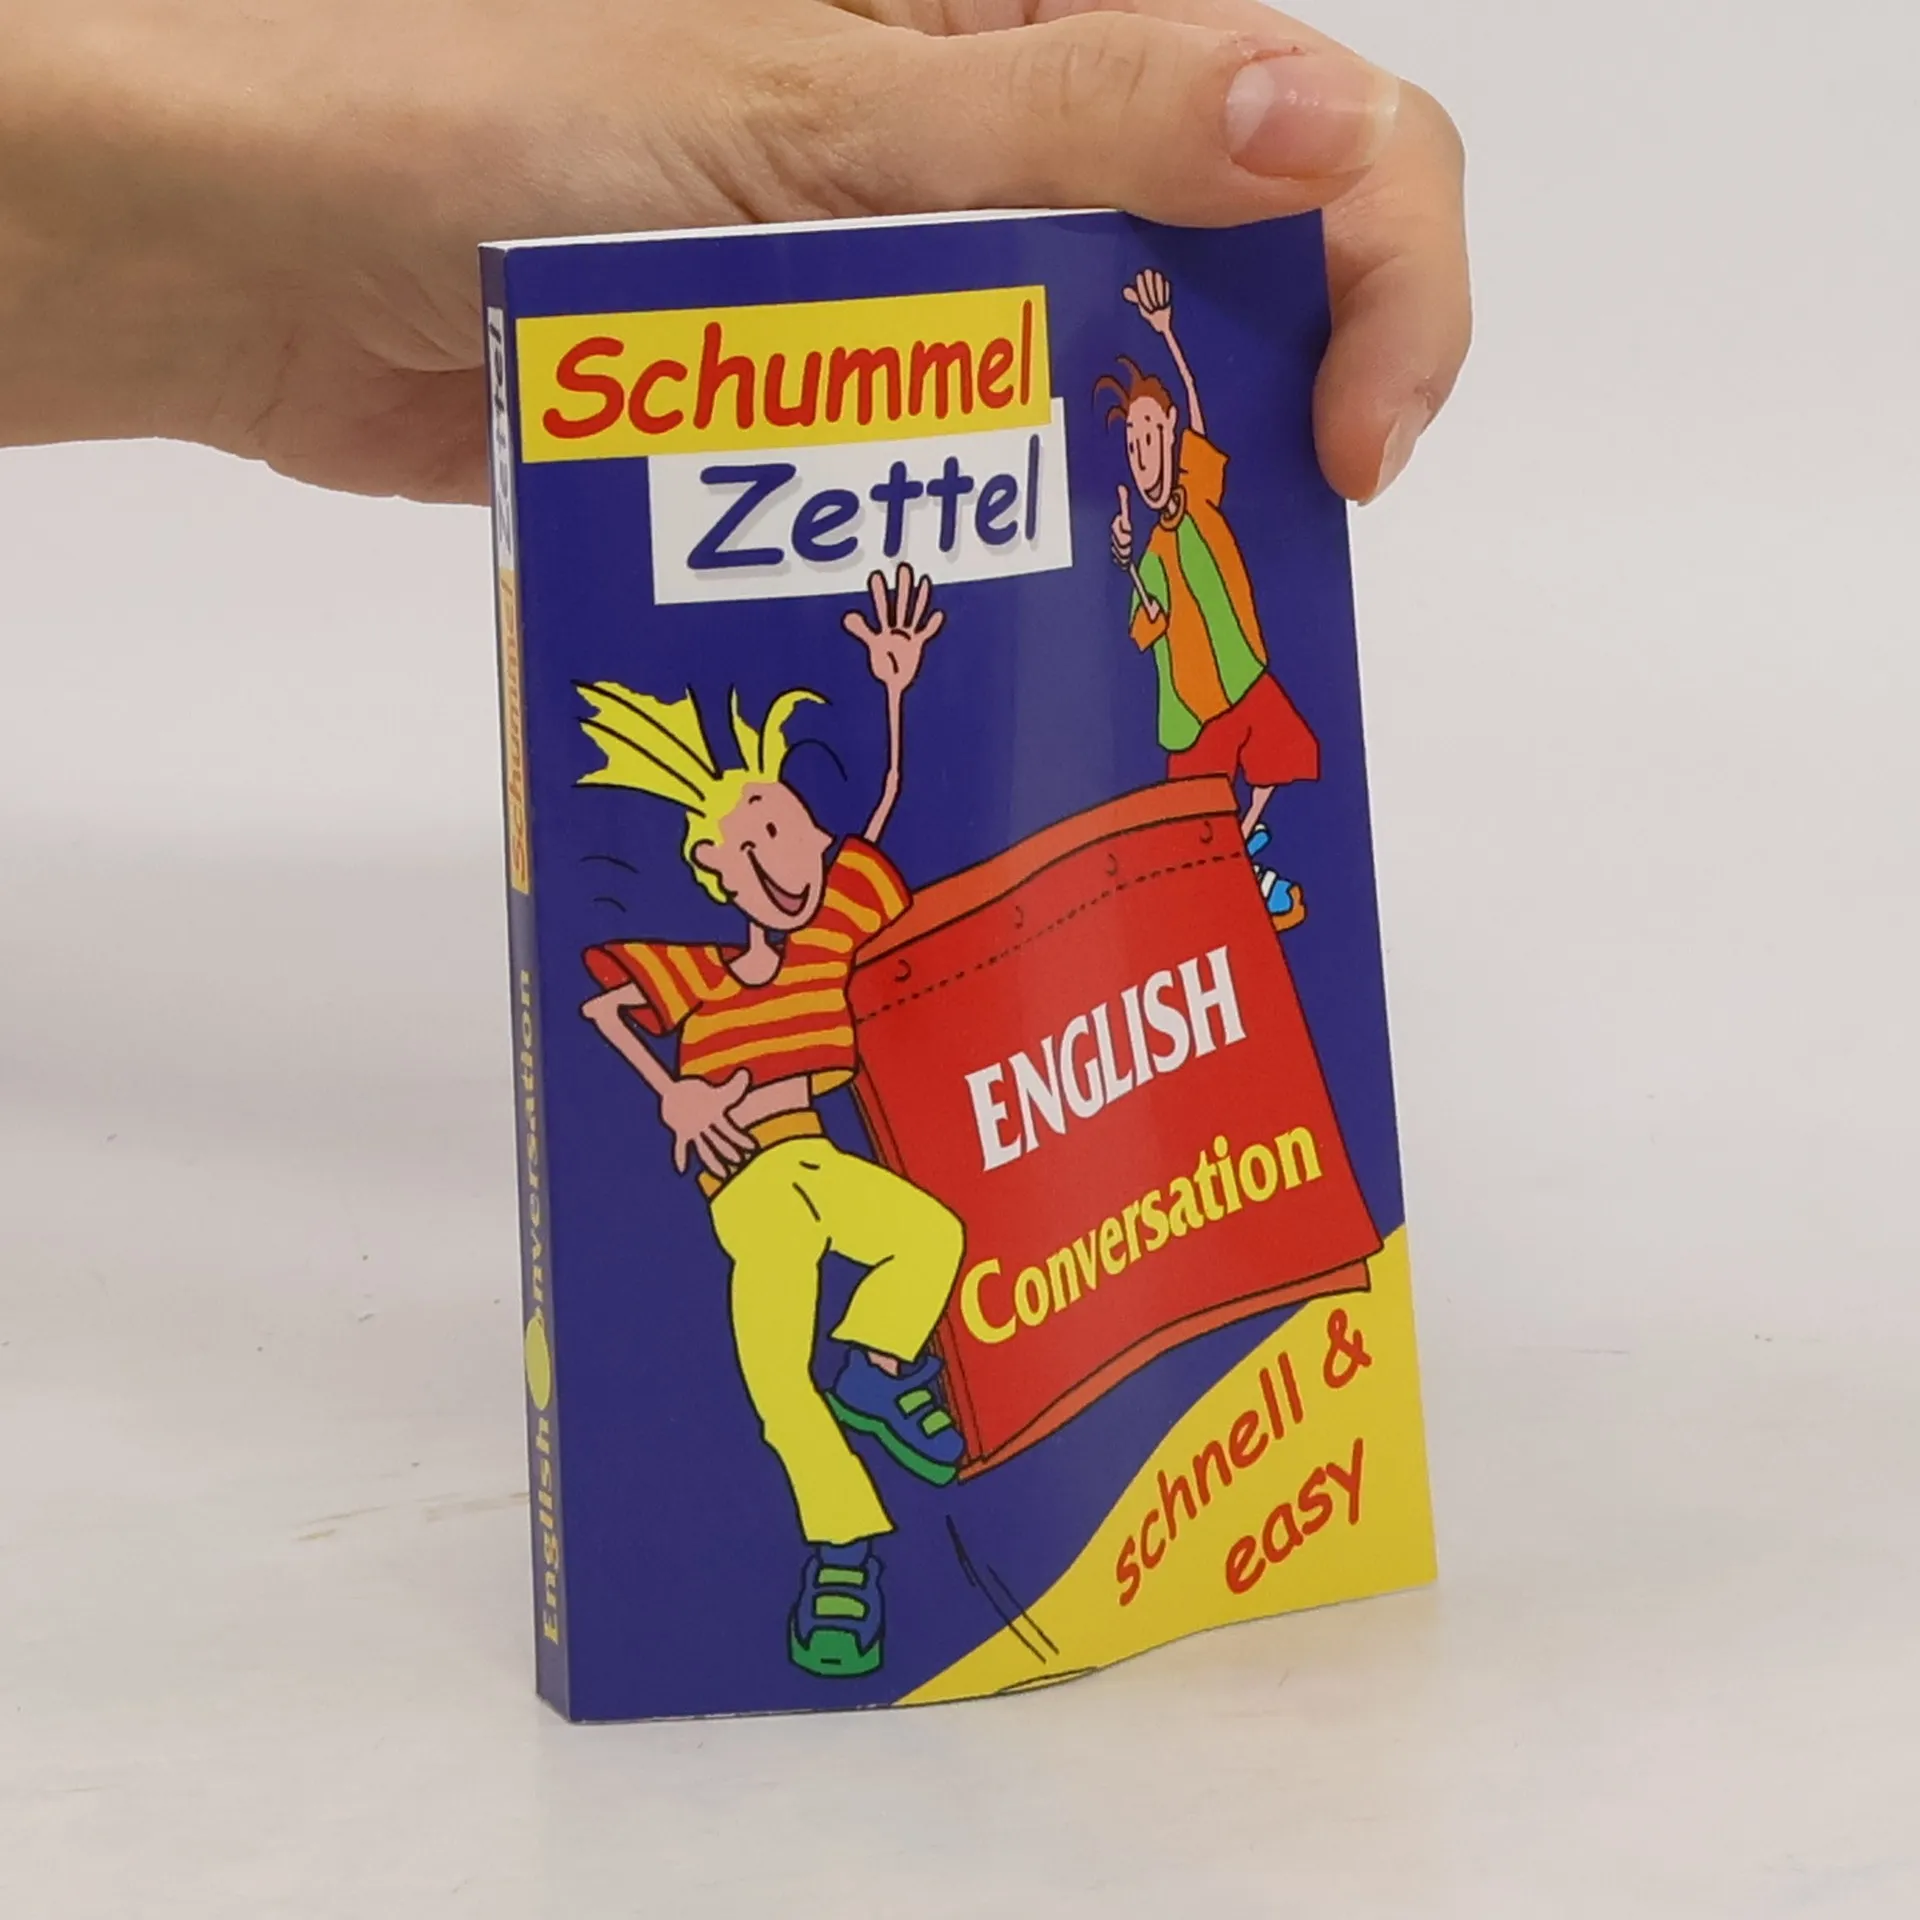 Schummel
Zettel
ENGLISH
Conversation
schnell &
easy
English Conversation Schummel Zettel